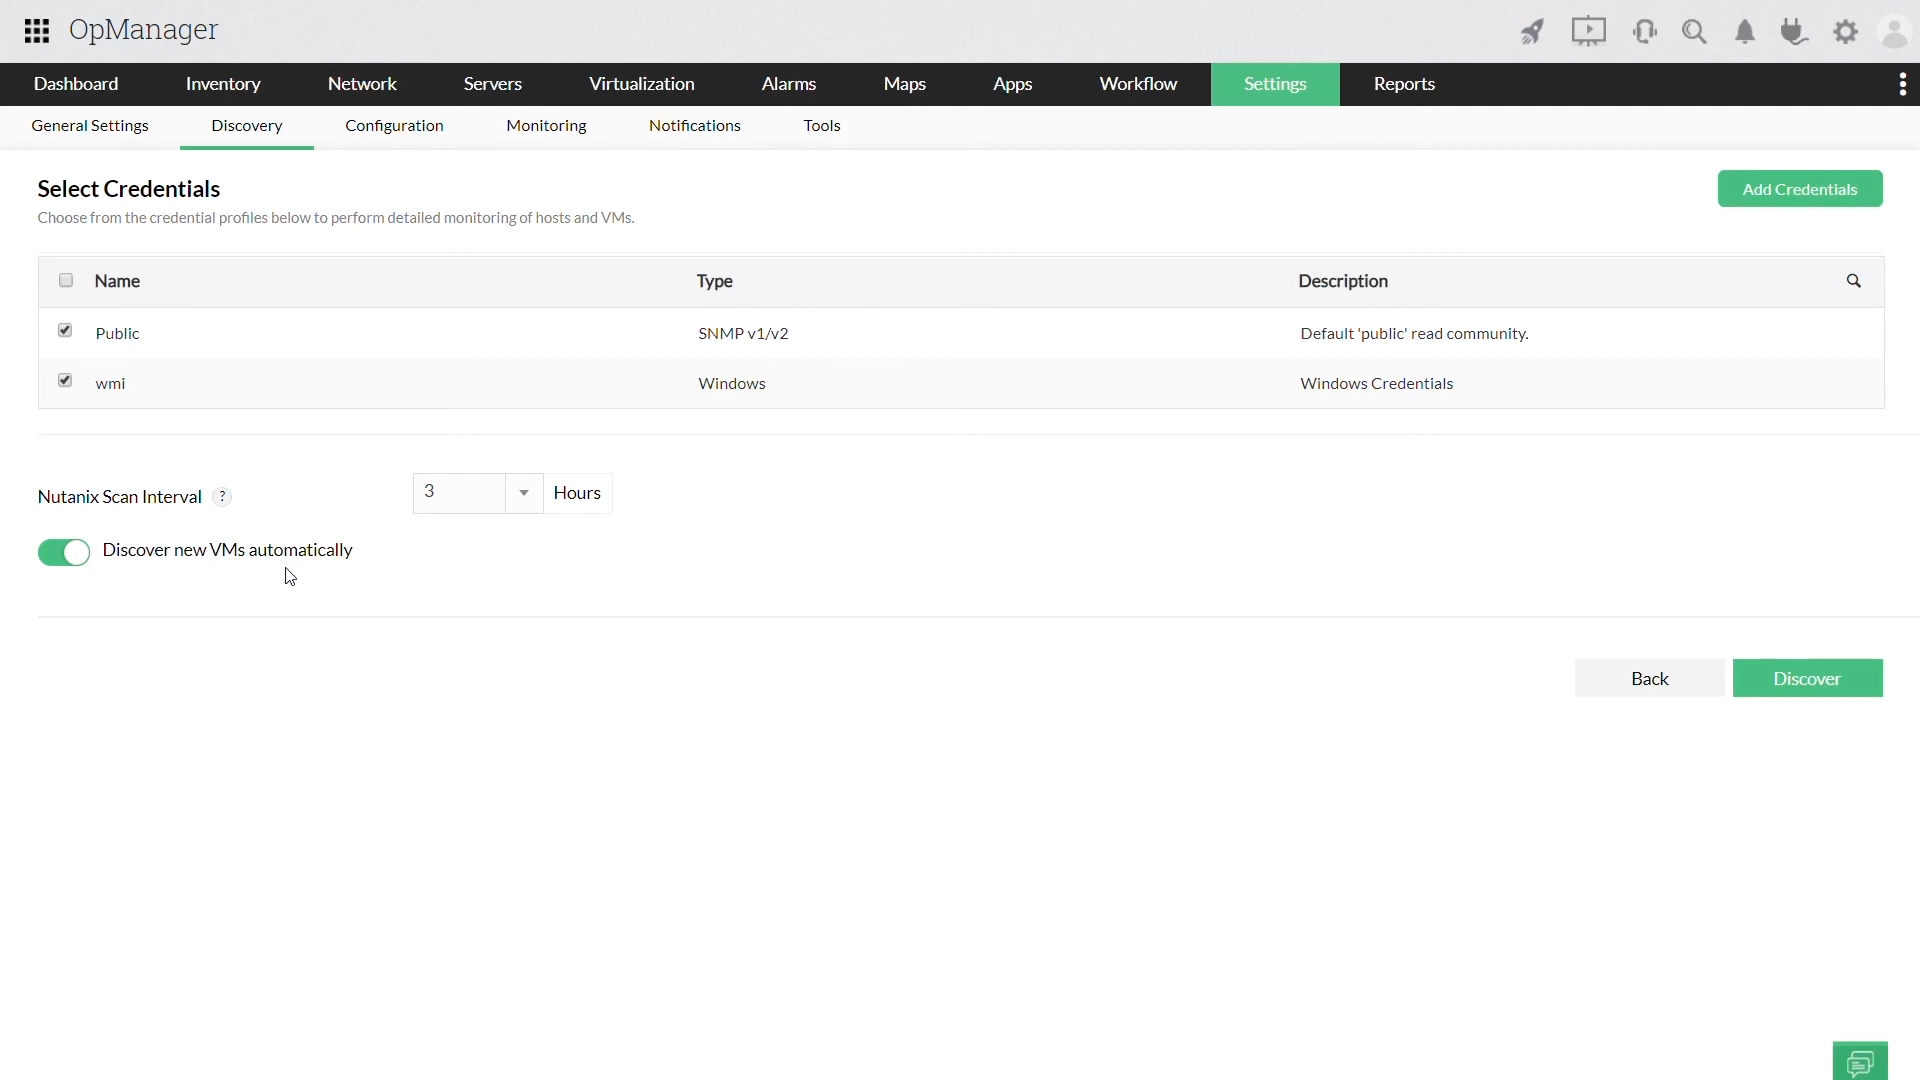 OpManager
Dashboard Inventory Network Servers Virtualization Alarms Maps Apps Workflow Settings Reports
General Settings Discovery Configuration Monitoring Notifications Tools
Select Credentials
Add Credentials
Choose from the credential profiles below to perform detailed monitoring of hosts and VMs.
Name Type Description
Public SNMP v1/v2 Default 'public' read community.
wmi Windows Windows Credentials
Nutanix Scan Interval ? 3 Hours
Discover new VMs automatically
Back Discover